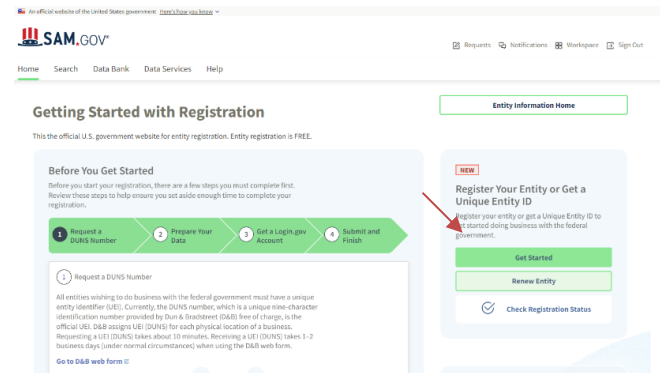 An official website of the United States government Here's how you know
SAM.GOV®
Requests Notifications Workspace Sign Out
Home Search Data Bank Data Services Help
Getting Started with Registration
Entity Information Home
This the official U.S. government website for entity registration. Entity registration is FREE.
Before You Get Started
Before you start your registration, there are a few steps you must complete first.
Review these steps to help ensure you set aside enough time to complete your
registration.
1 Request a
DUNS Number
2 Prepare Your
Data
3 Get a Login.gov
Account
4 Submit and
Finish
1 Request a DUNS Number
All entities wishing to do business with the federal government must have a unique
entity identifier (UEI). Currently, the DUNS number, which is a unique nine-character
identification number provided by Dun & Bradstreet (D&B) free of charge, is the
official UEI. D&B assigns UEI (DUNS) for each physical location of a business.
Requesting a UEI (DUNS) takes about 10 minutes. Receiving a UEI (DUNS) takes 1-2
business days (under normal circumstances) when using the D&B web form.
Go to D&B web form
NEW
Register Your Entity or Get a
Unique Entity ID
Register your entity or get a Unique Entity ID to
get started doing business with the federal
government.
Get Started
Renew Entity
Check Registration Status